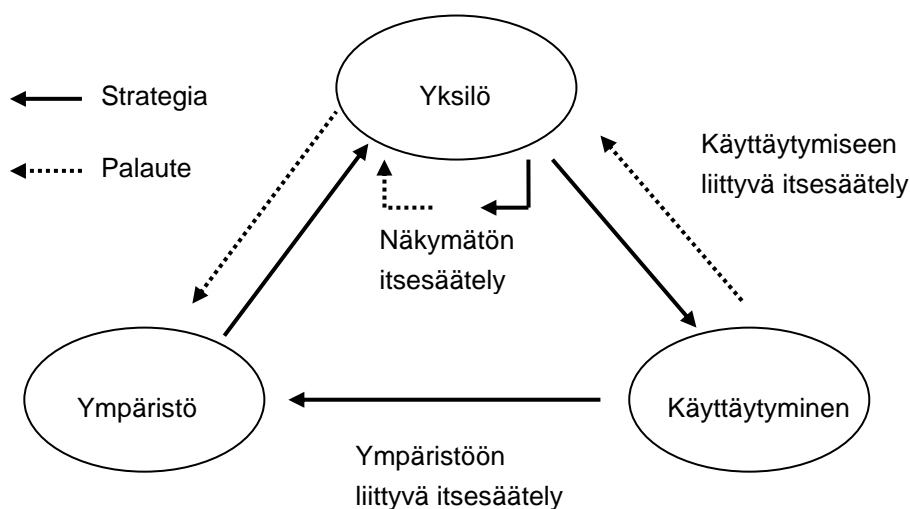 Strategia
Palaute
Yksilö
Käyttäytymiseen
liittyvä itsesäätely
Näkymätön
itsesäätely
Ympäristö
Käyttäytyminen
Ympäristöön
liittyvä itsesäätely